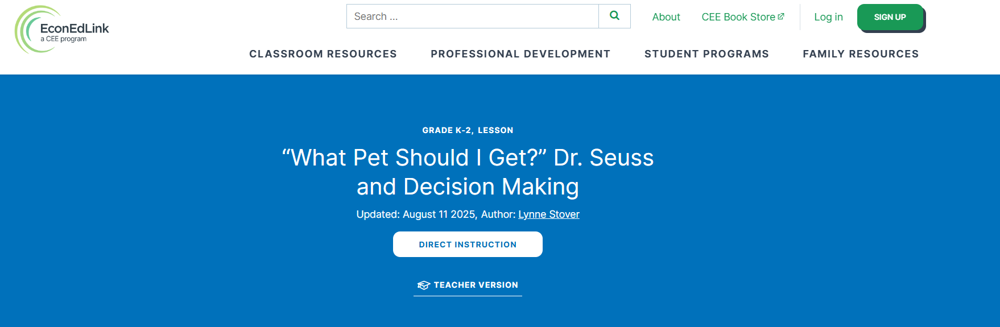 EconEdLink
a CEE program
Search ...
About
CEE Book Store
Log in
SIGN UP
CLASSROOM RESOURCES
PROFESSIONAL DEVELOPMENT
STUDENT PROGRAMS
FAMILY RESOURCES
GRADE K-2, LESSON
“What Pet Should I Get?” Dr. Seuss
and Decision Making
Updated: August 11 2025, Author: Lynne Stover
DIRECT INSTRUCTION
TEACHER VERSION